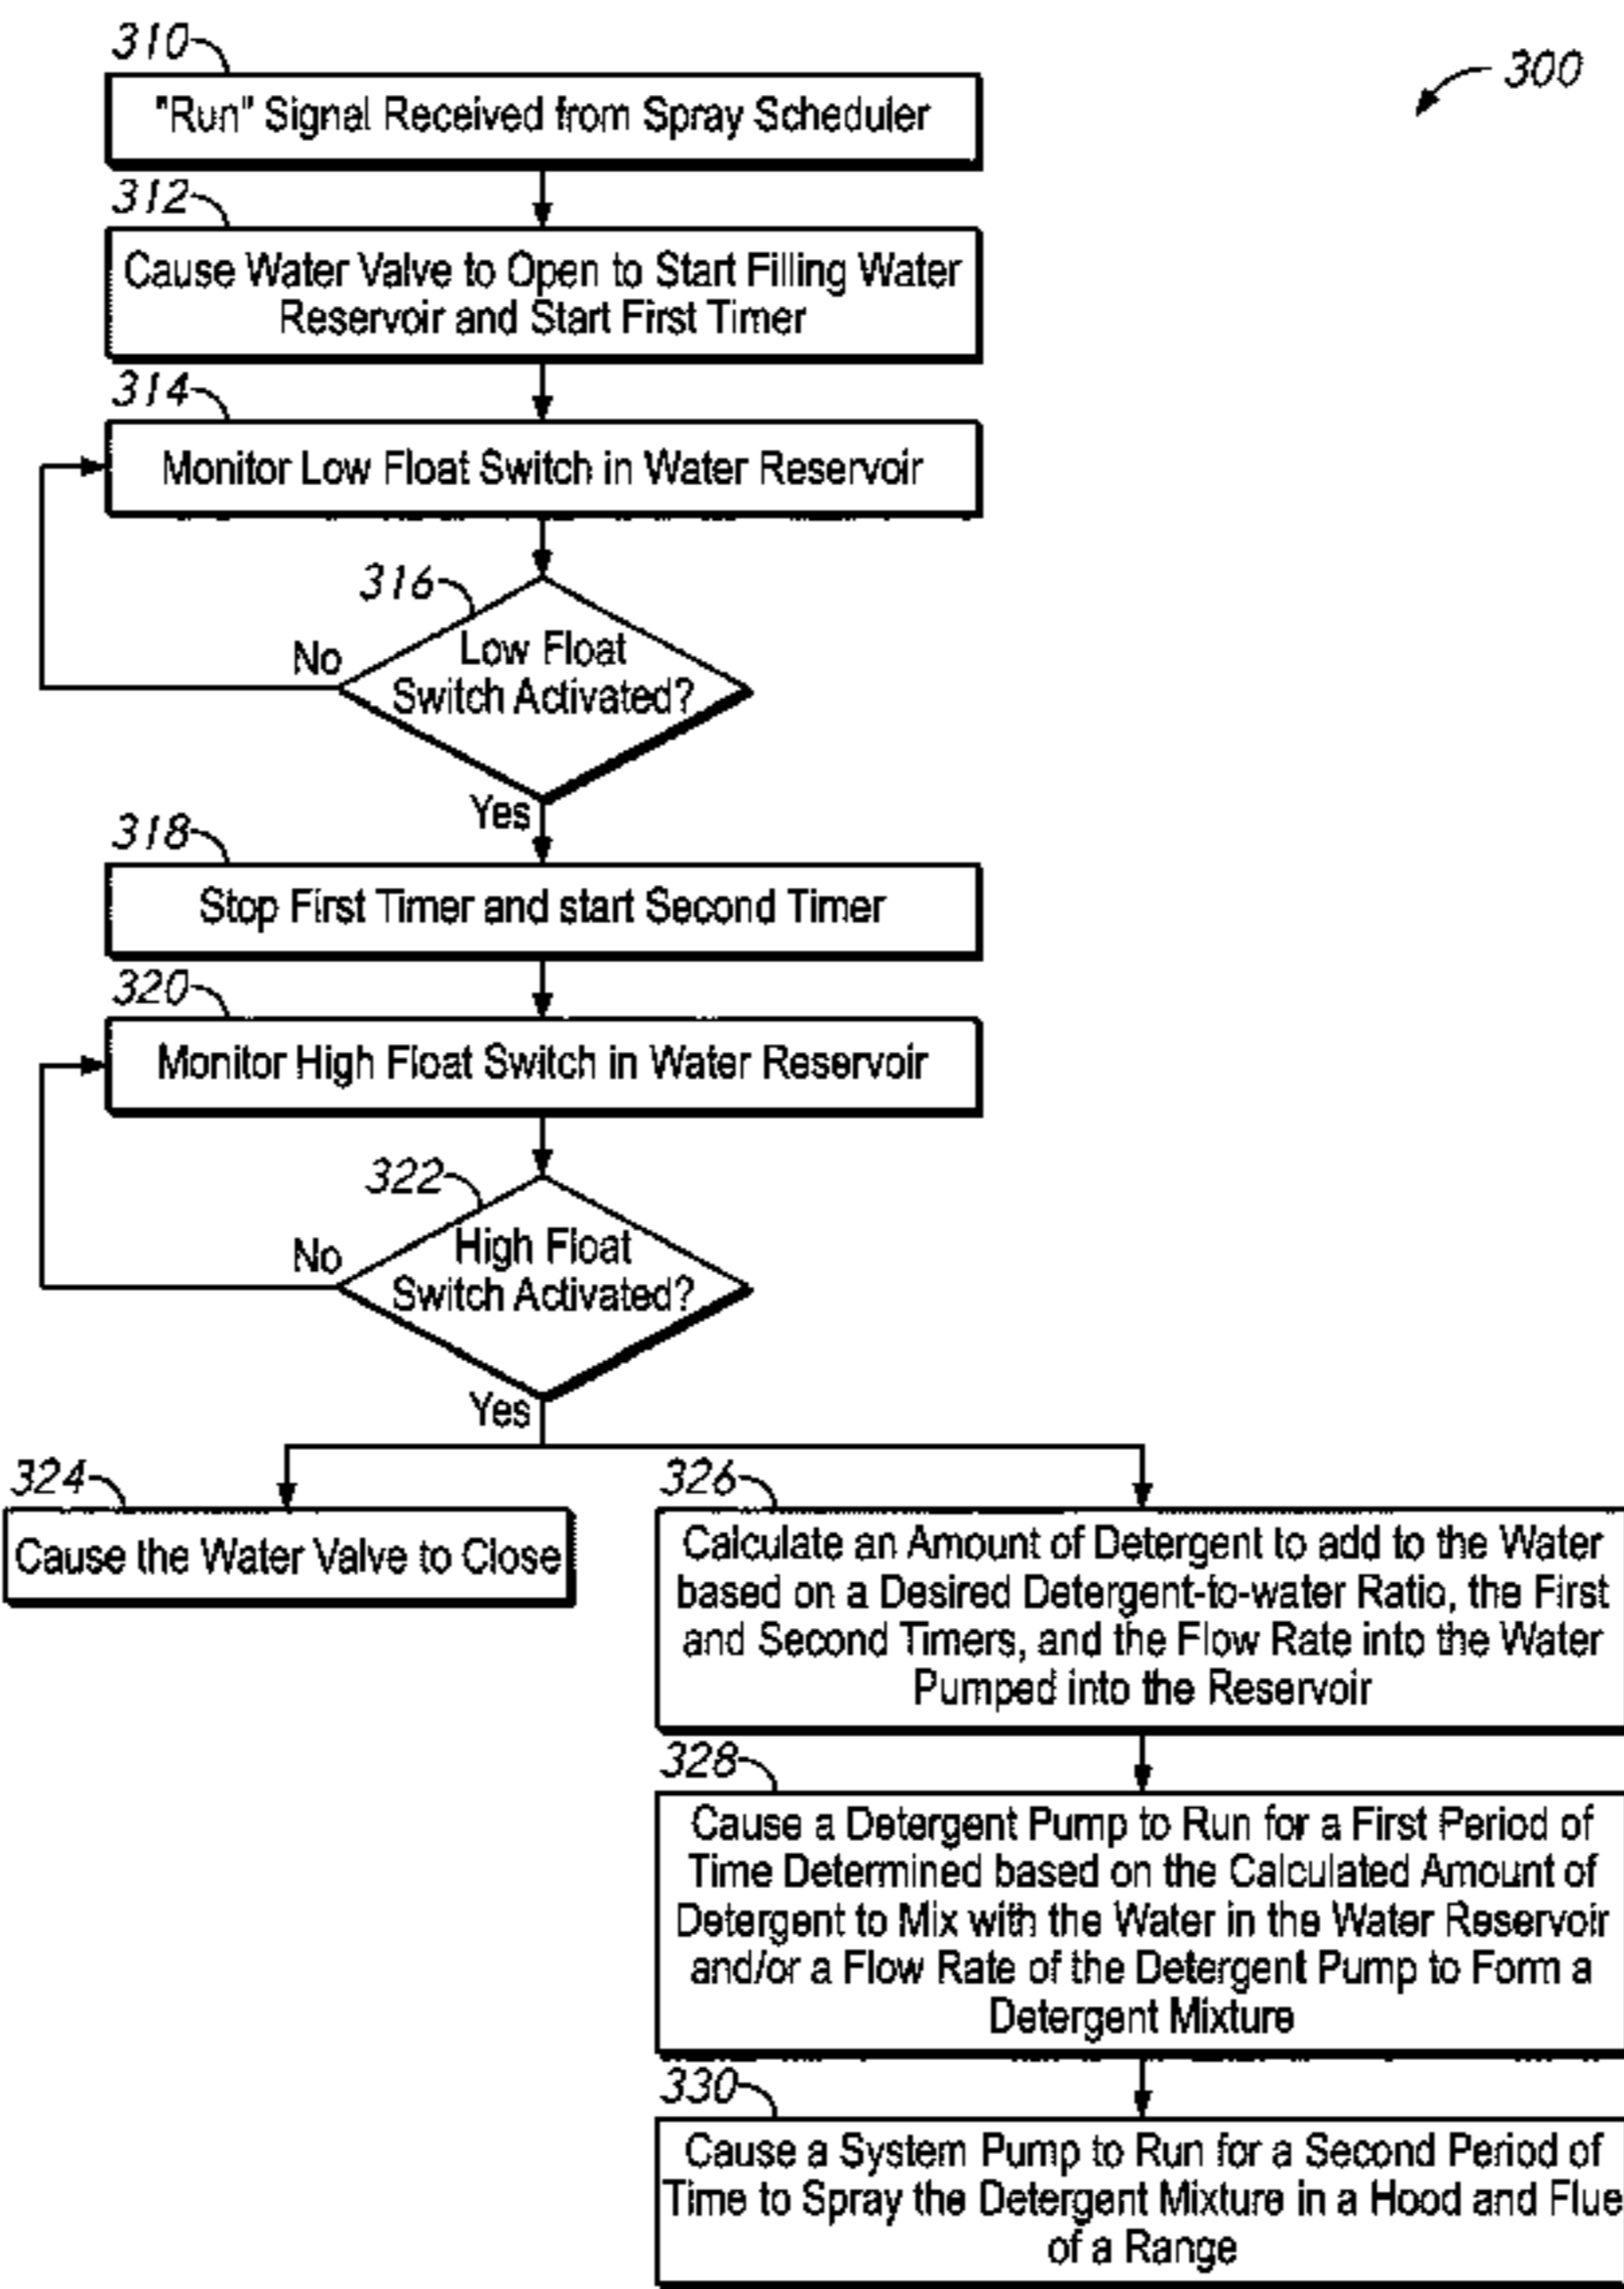 310
300
"Run" Signal Received from Spray Scheduler
312
Cause Water Valve to Open to Start Filling Water
Reservoir and Start First Timer
314
Monitor Low Float Switch in Water Reservoir
316
No
Low Float
Switch Activated?
Yes
318
Stop First Timer and start Second Timer
320
Monitor High Float Switch in Water Reservoir
322
No
High Float
Switch Activated?
Yes
324
Cause the Water Valve to Close
326
Calculate an Amount of Detergent to add to the Water
based on a Desired Detergent-to-water Ratio, the First
and Second Timers, and the Flow Rate into the Water
Pumped into the Reservoir
328
Cause a Detergent Pump to Run for a First Period of
Time Determined based on the Calculated Amount of
Detergent to Mix with the Water in the Water Reservoir
and/or a Flow Rate of the Detergent Pump to Form a
Detergent Mixture
330
Cause a System Pump to Run for a Second Period of
Time to Spray the Detergent Mixture in a Hood and Flue
of a Range